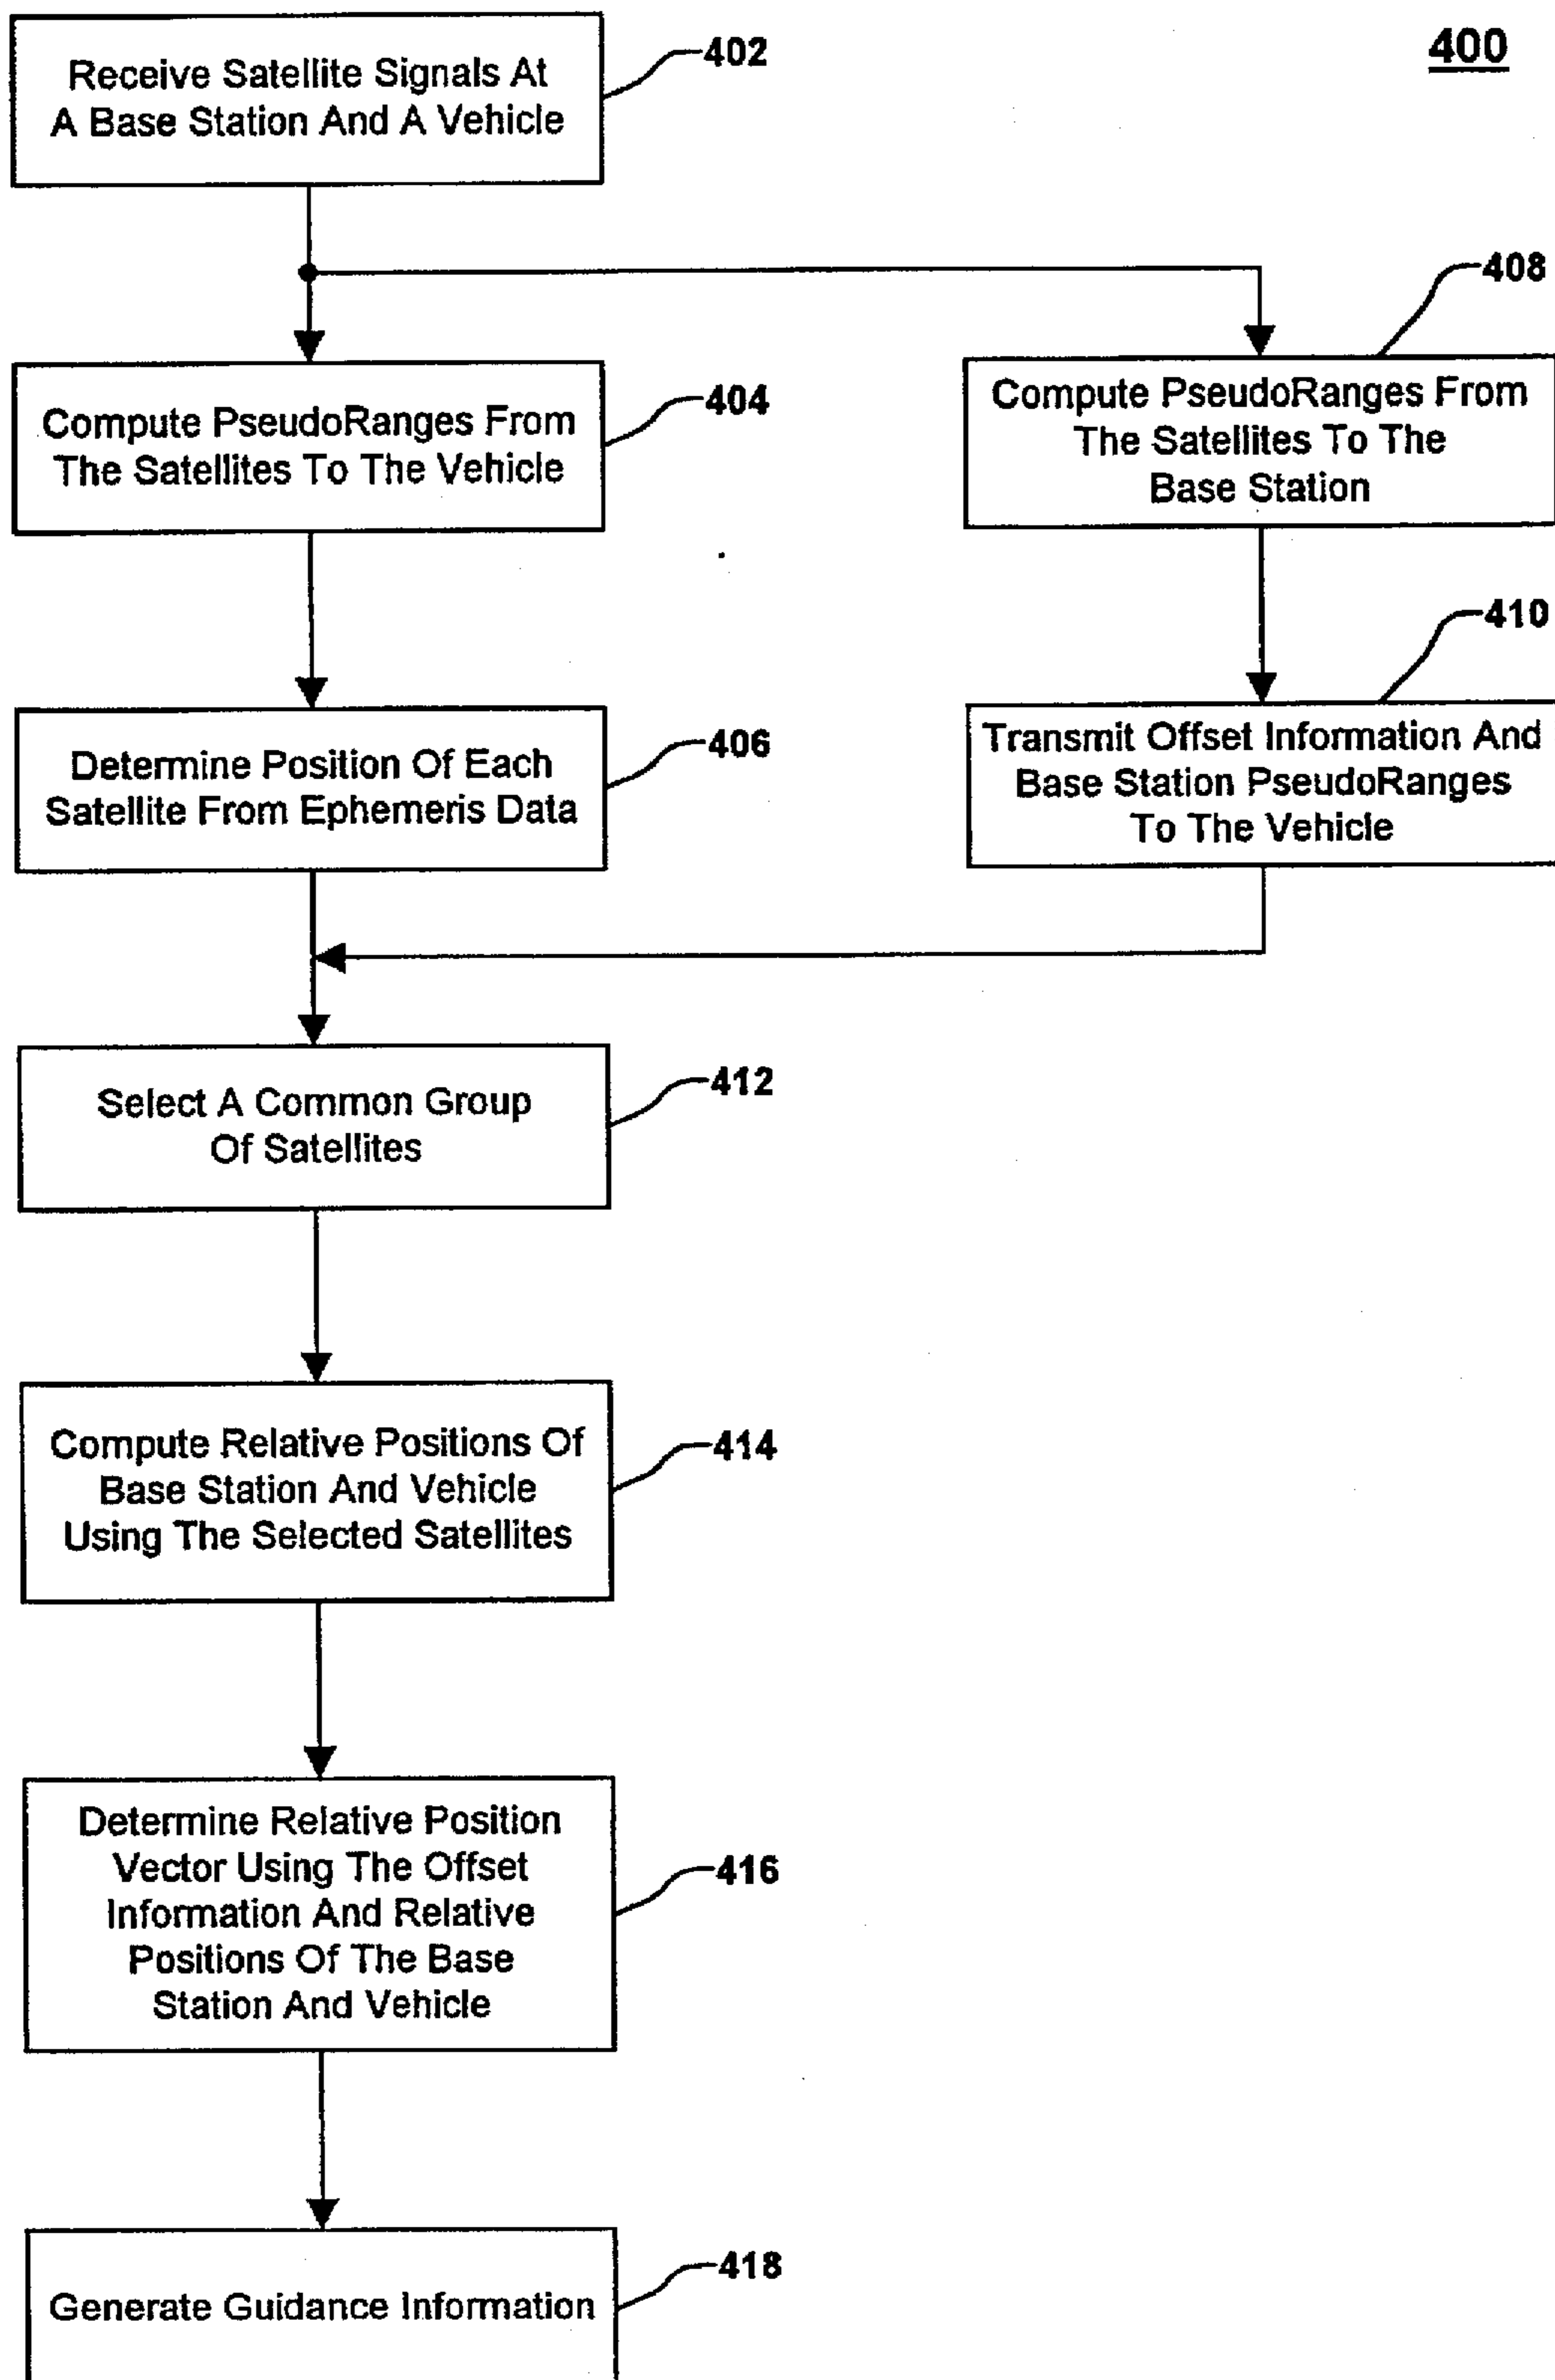 400
Receive Satellite Signals At
A Base Station And A Vehicle
402
Compute PseudoRanges From
The Satellites To The Vehicle
404
Compute PseudoRanges From
The Satellites To The
Base Station
408
Determine Position Of Each
Satellite From Ephemeris Data
406
Transmit Offset Information And
Base Station PseudoRanges
To The Vehicle
410
Select A Common Group
Of Satellites
412
Compute Relative Positions Of
Base Station And Vehicle
Using The Selected Satellites
414
Determine Relative Position
Vector Using The Offset
Information And Relative
Positions Of The Base
Station And Vehicle
416
Generate Guidance Information
418